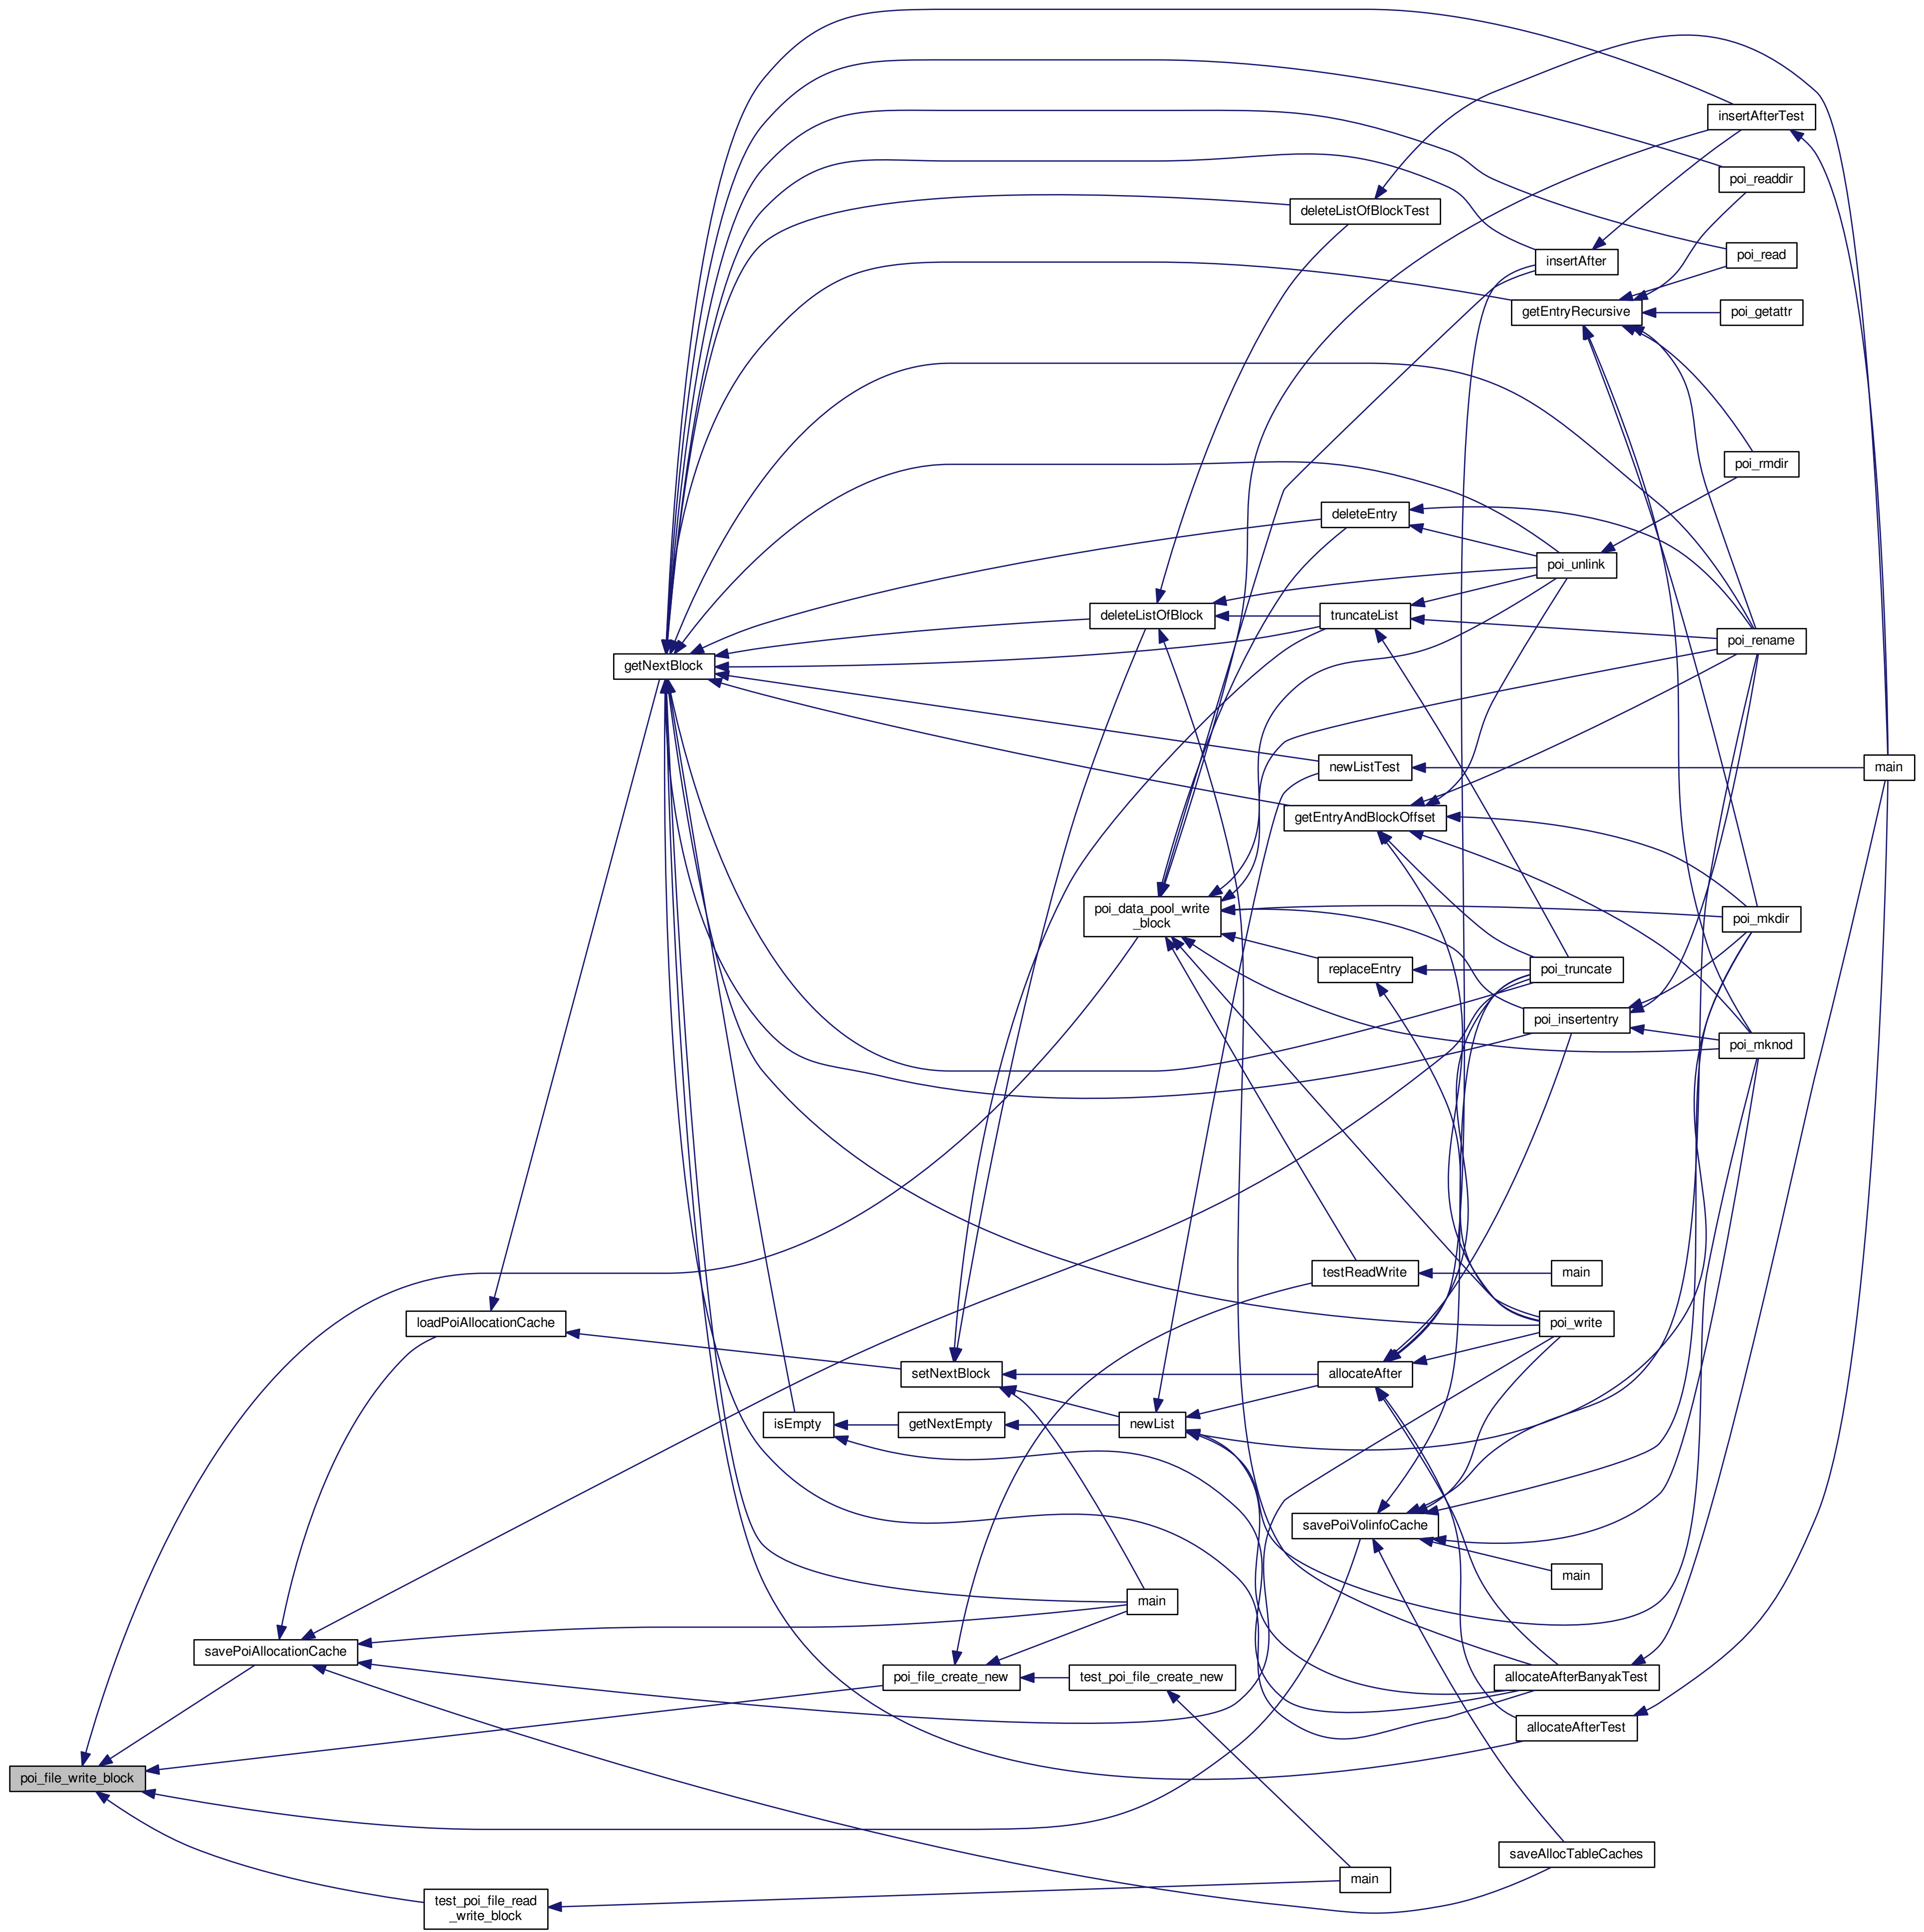 insertAfterTest
poi_readdir
deleteListOfBlockTest
poi_read
insertAfter
getEntryRecursive
poi_getattr
poi_rmdir
deleteEntry
poi_unlink
deleteListOfBlock
truncateList
poi_rename
getNextBlock
newListTest
main
getEntryAndBlockOffset
poi_data_pool_write
_block
poi_mkdir
replaceEntry
poi_truncate
poi_insertentry
poi_mknod
testReadWrite
main
loadPoiAllocationCache
poi_write
setNextBlock
allocateAfter
isEmpty
getNextEmpty
newList
savePoiVolinfoCache
main
main
savePoiAllocationCache
poi_file_create_new
test_poi_file_create_new
allocateAfterBanyakTest
allocateAfterTest
poi_file_write_block
saveAllocTableCaches
main
test_poi_file_read
_write_block